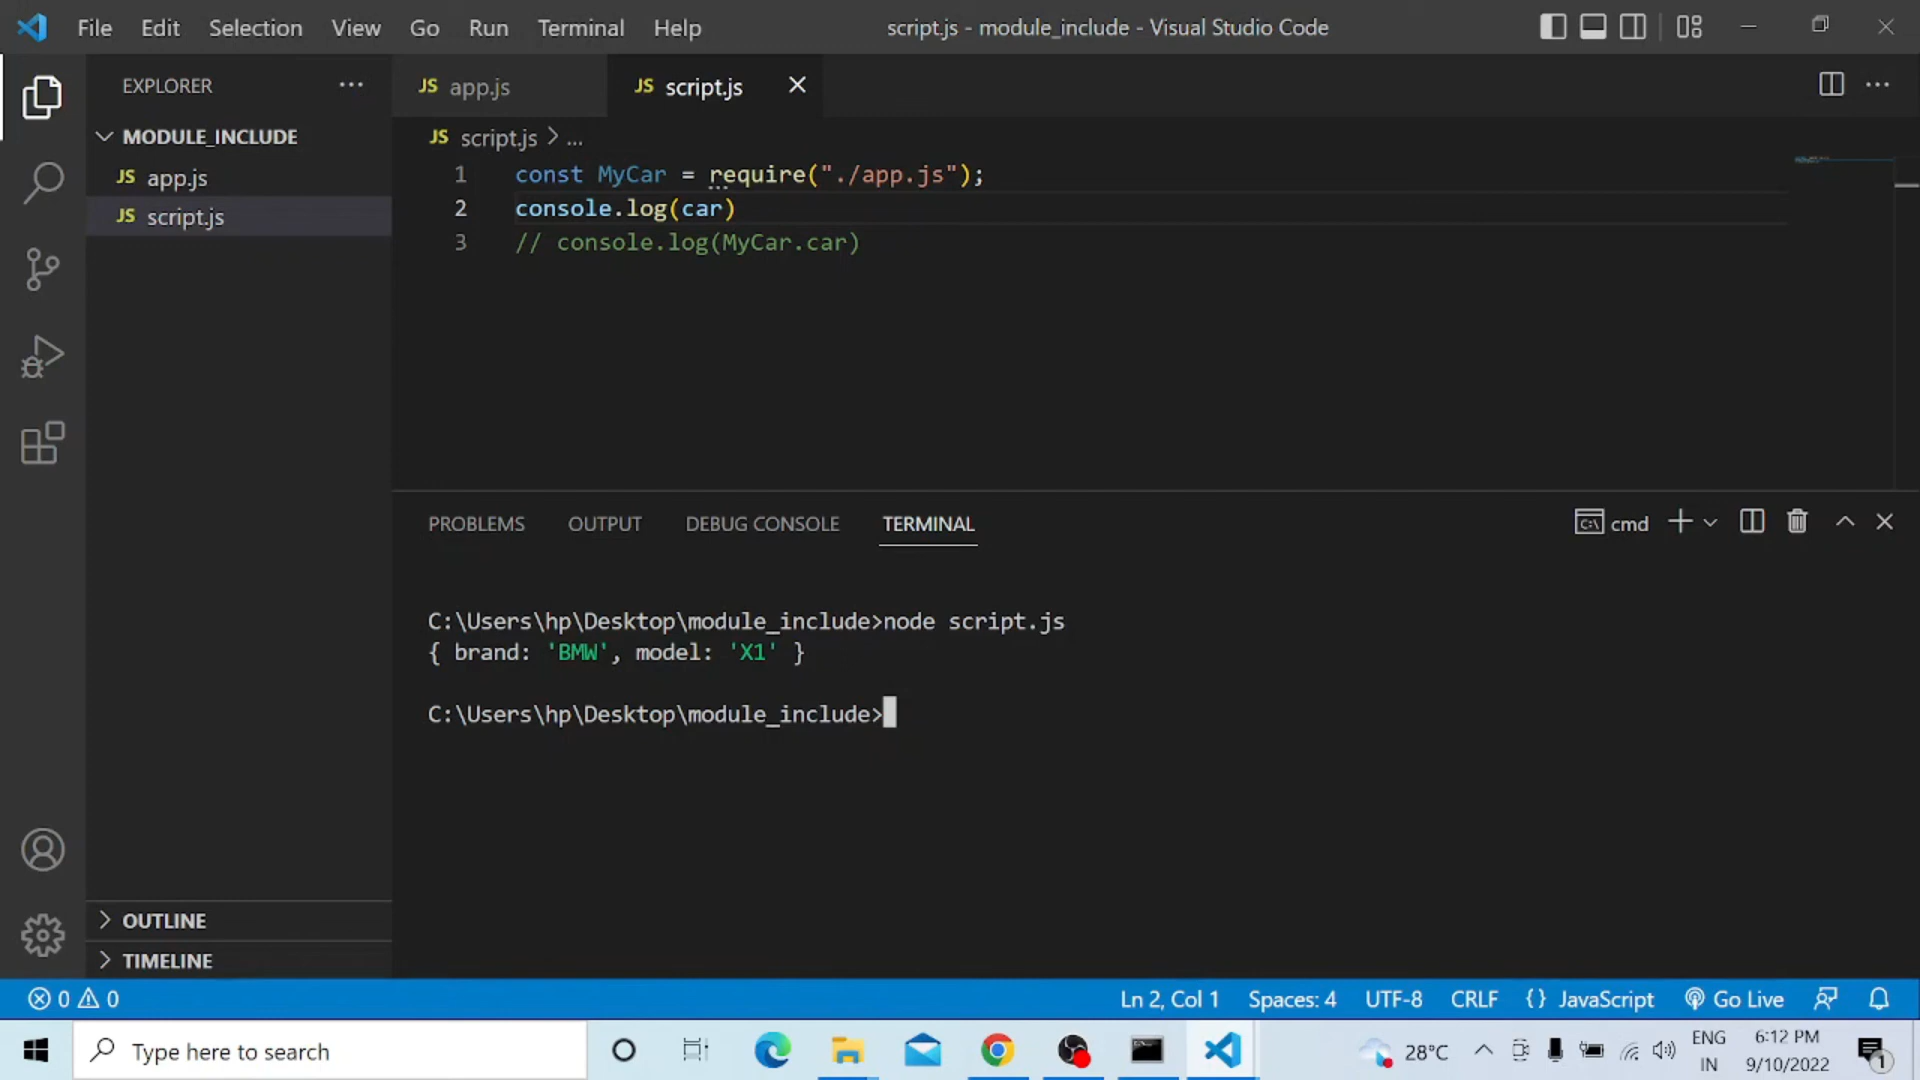 File Edit Selection View Go Run Terminal Help script.js - module_include - Visual Studio Code
EXPLORER ...
MODULE_INCLUDE
JS app.js
JS script.js
OUTLINE
TIMELINE
JS app.js JS script.js
JS script.js > ...
1 const MyCar = require("./app.js");
2 console.log(car)
3 // console.log(MyCar.car)
PROBLEMS OUTPUT DEBUG CONSOLE TERMINAL cmd
C:\Users\hp\Desktop\module_include>node script.js
{ brand: 'BMW', model: 'X1' }
C:\Users\hp\Desktop\module_include>
0 0 Ln 2, Col 1 Spaces: 4 UTF-8 CRLF {} JavaScript Go Live
Type here to search 28°C ENG 6:12 PM
IN 9/10/2022 1